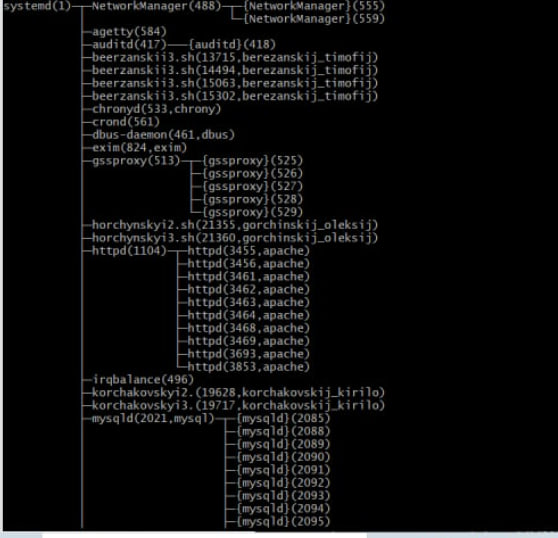 systemd(1)─┬─NetworkManager(488)─┬─{NetworkManager}(555)
           │                     └─{NetworkManager}(559)
           ├─agetty(584)
           ├─auditd(417)───{auditd}(418)
           ├─beerzanskii3.sh(13715,berezanskij_timofij)
           ├─beerzanskii3.sh(14494,berezanskij_timofij)
           ├─beerzanskii3.sh(15063,berezanskij_timofij)
           ├─beerzanskii3.sh(15302,berezanskij_timofij)
           ├─chronyd(533,chrony)
           ├─crond(561)
           ├─dbus-daemon(461,dbus)
           ├─exim(824,exim)
           ├─gssproxy(513)─┬─{gssproxy}(525)
           │               ├─{gssproxy}(526)
           │               ├─{gssproxy}(527)
           │               ├─{gssproxy}(528)
           │               └─{gssproxy}(529)
           ├─horchynskyi2.sh(21355,gorchinskij_oleksij)
           ├─horchynskyi3.sh(21360,gorchinskij_oleksij)
           ├─httpd(1104)─┬─httpd(3455,apache)
           │             ├─httpd(3456,apache)
           │             ├─httpd(3461,apache)
           │             ├─httpd(3462,apache)
           │             ├─httpd(3463,apache)
           │             ├─httpd(3464,apache)
           │             ├─httpd(3468,apache)
           │             ├─httpd(3469,apache)
           │             ├─httpd(3693,apache)
           │             └─httpd(3853,apache)
           ├─irqbalance(496)
           ├─korchakovskyi2.(19628,korchakovskij_kirilo)
           ├─korchakovskyi3.(19717,korchakovskij_kirilo)
           ├─mysqld(2021,mysql)─┬─{mysqld}(2085)
           │                    ├─{mysqld}(2088)
           │                    ├─{mysqld}(2089)
           │                    ├─{mysqld}(2090)
           │                    ├─{mysqld}(2091)
           │                    ├─{mysqld}(2092)
           │                    ├─{mysqld}(2093)
           │                    ├─{mysqld}(2094)
           │                    ├─{mysqld}(2095)